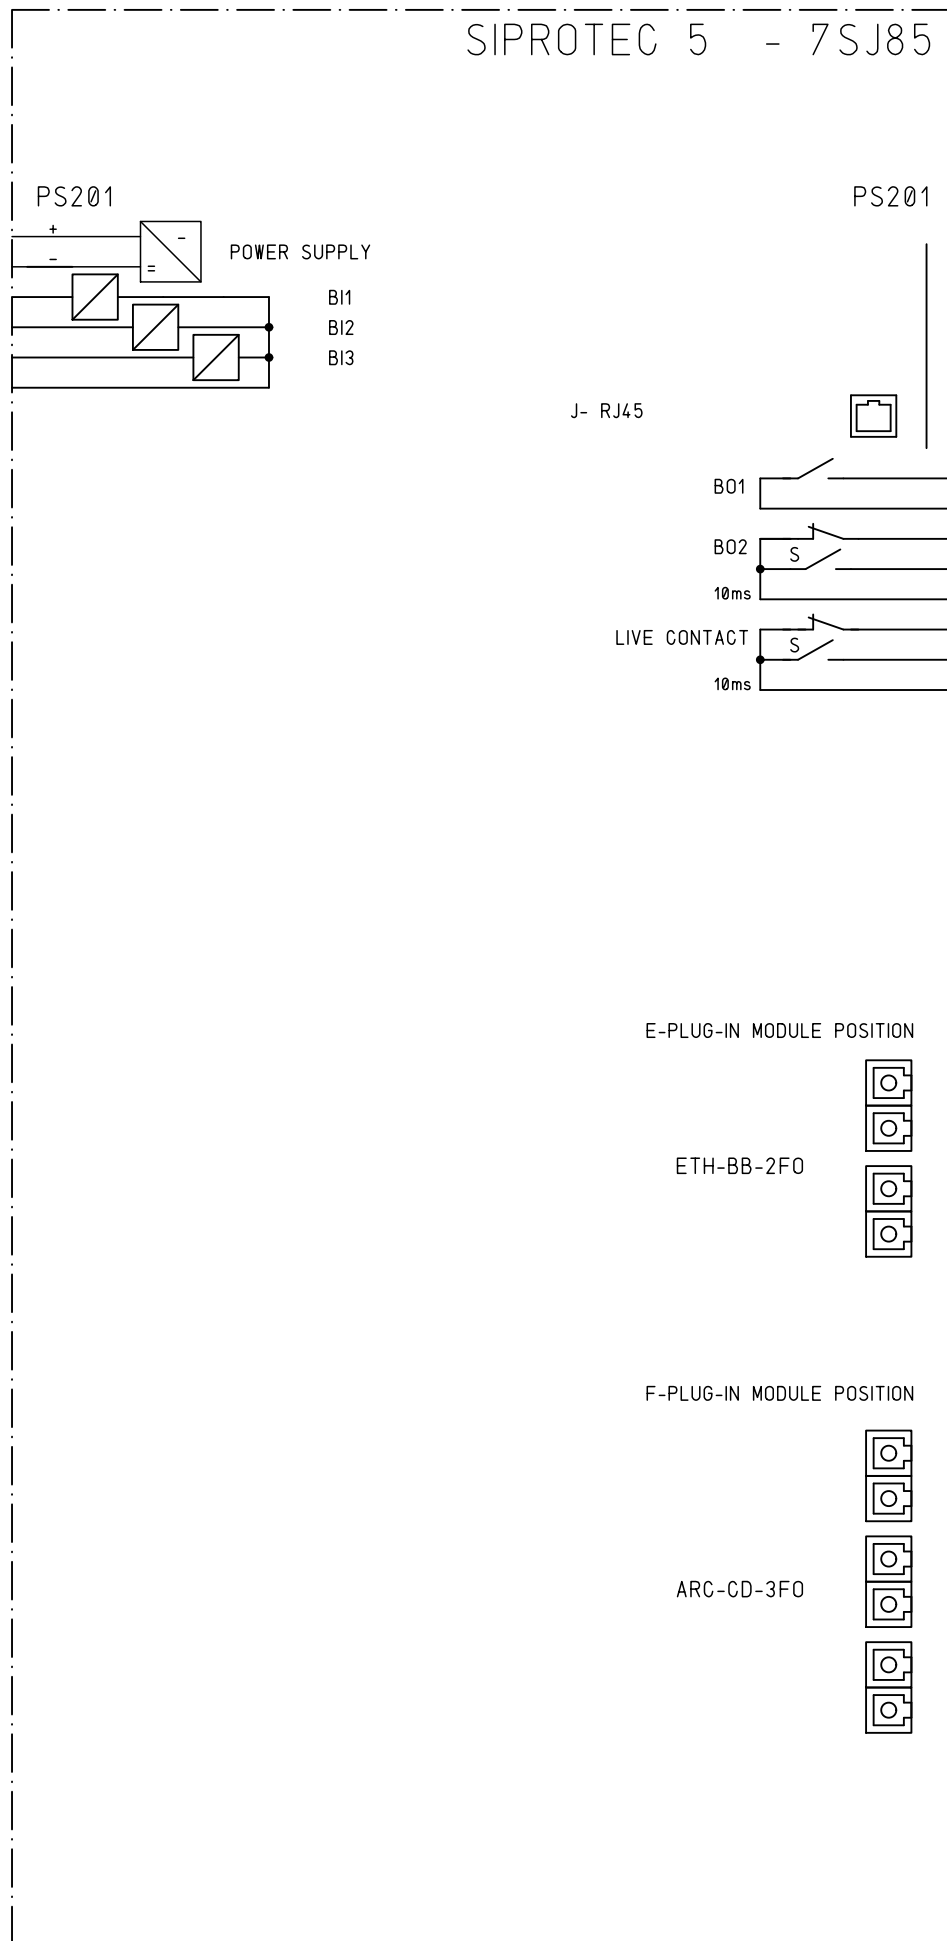 SIPROTEC 5 - 7SJ85
PS201
PS201
+
-
-
=
POWER SUPPLY
BI1
BI2
BI3
J- RJ45
BO1
BO2
S
10ms
LIVE CONTACT
S
10ms
E-PLUG-IN MODULE POSITION
ETH-BB-2FO
F-PLUG-IN MODULE POSITION
ARC-CD-3FO